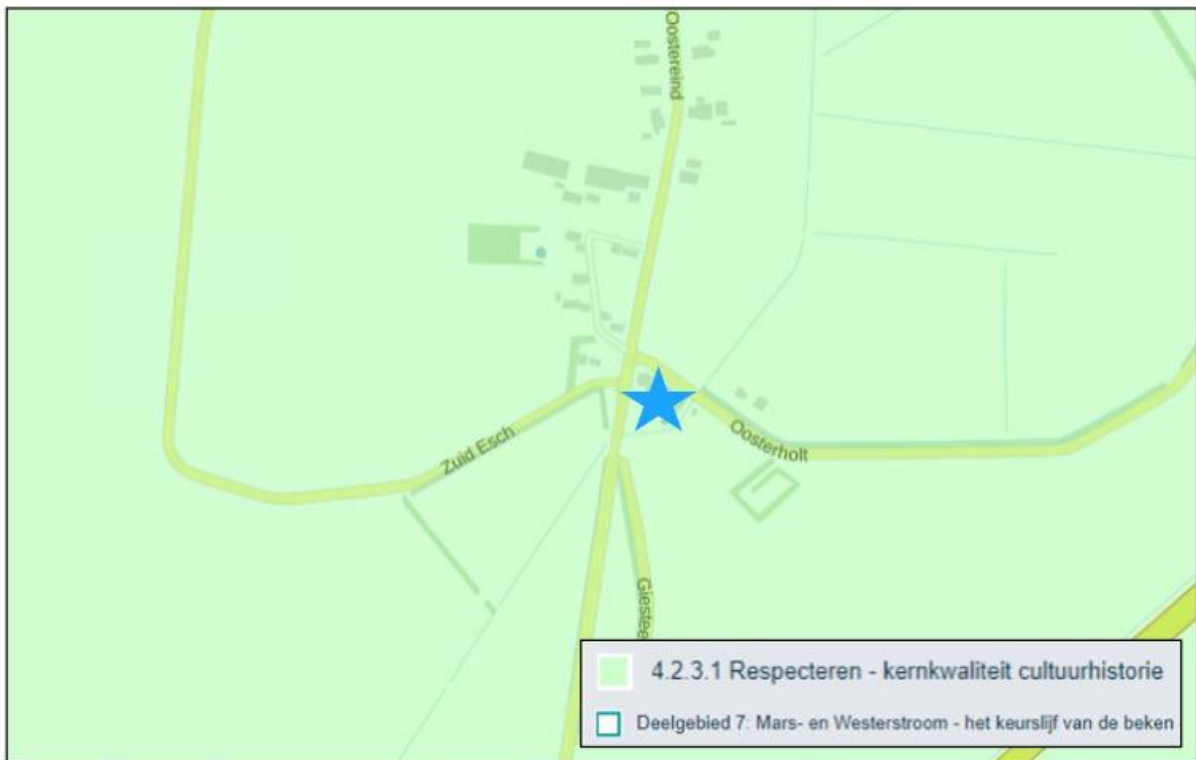 Oostereind
Zuid Esch
Oosterholt
4.2.3.1 Respecteren - kernkwaliteit cultuurhistorie
Deelgebied 7: Mars- en Westerstroom - het keurslijf van de beken